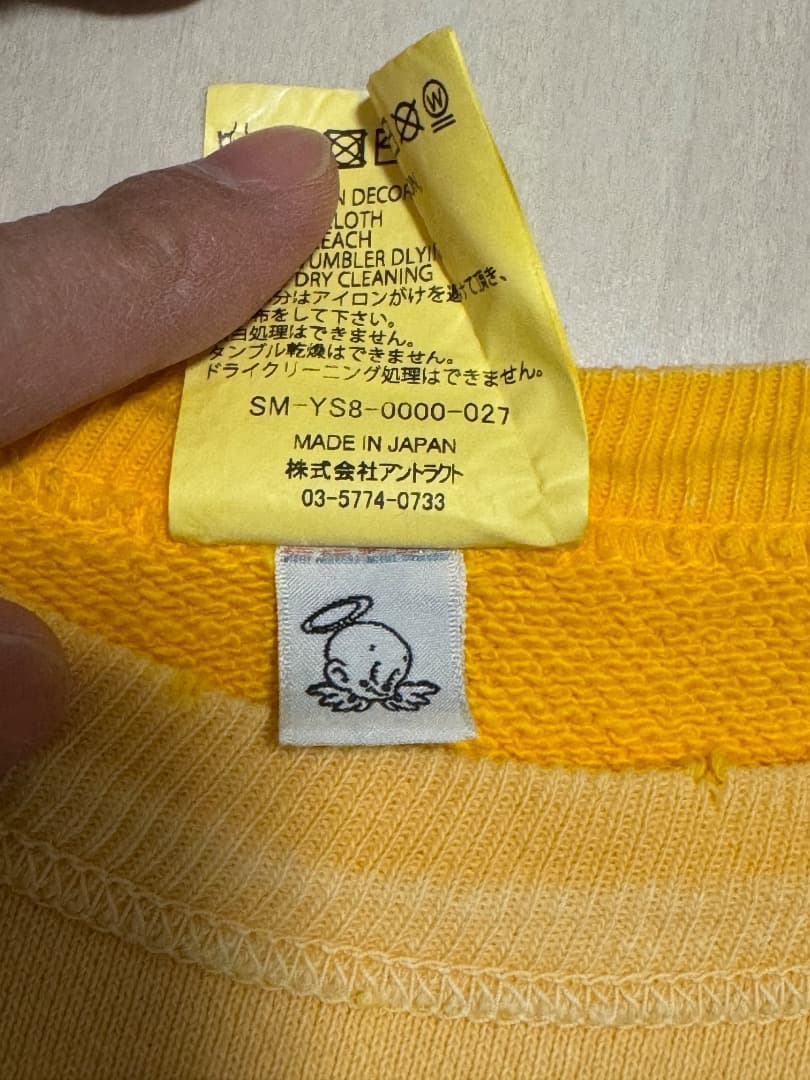 DECOR
CLOTH
UMBLER DLYIN
DRY CLEANING
分はアイロンがけを避けて頂き、
布をして下さい。
処理はできません。
タンブル乾燥はできません。
ドライクリーニング処理はできません。
SM-YS8-0000-027
MADE IN JAPAN
株式会社アントラクト
03-5774-0733